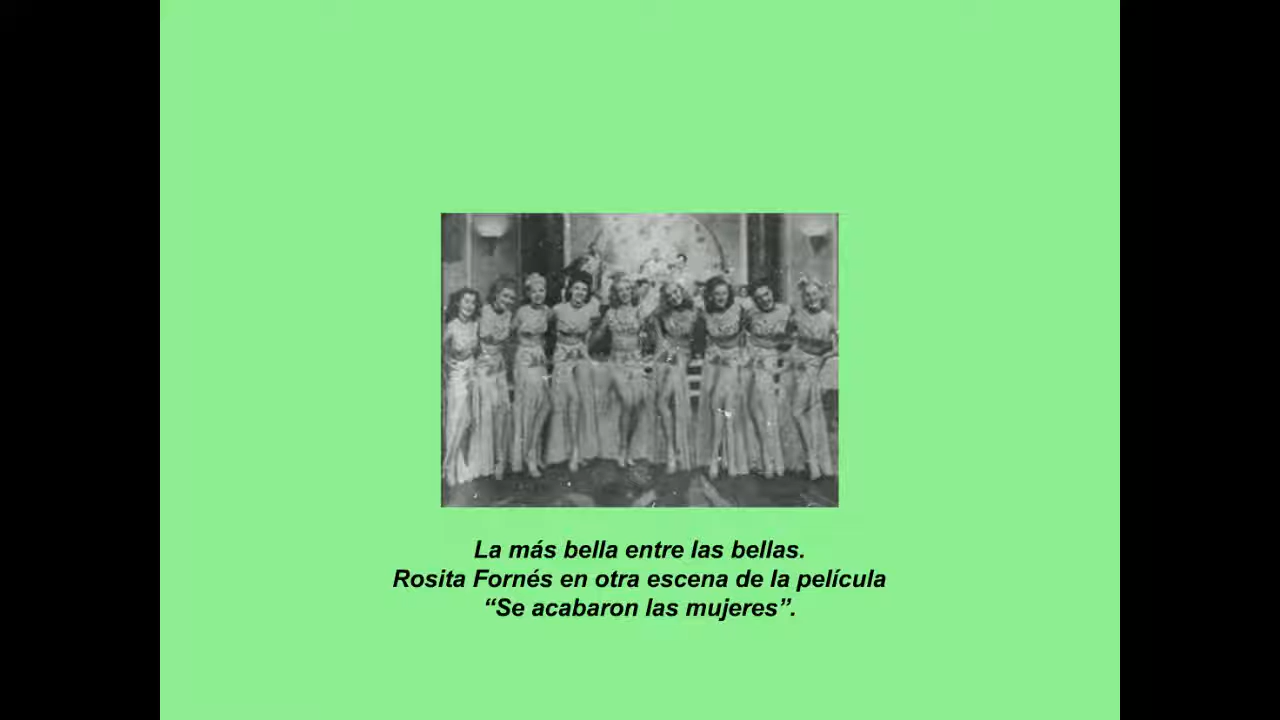 La más bella entre las bellas.
Rosita Fornés en otra escena de la película
“Se acabaron las mujeres”.